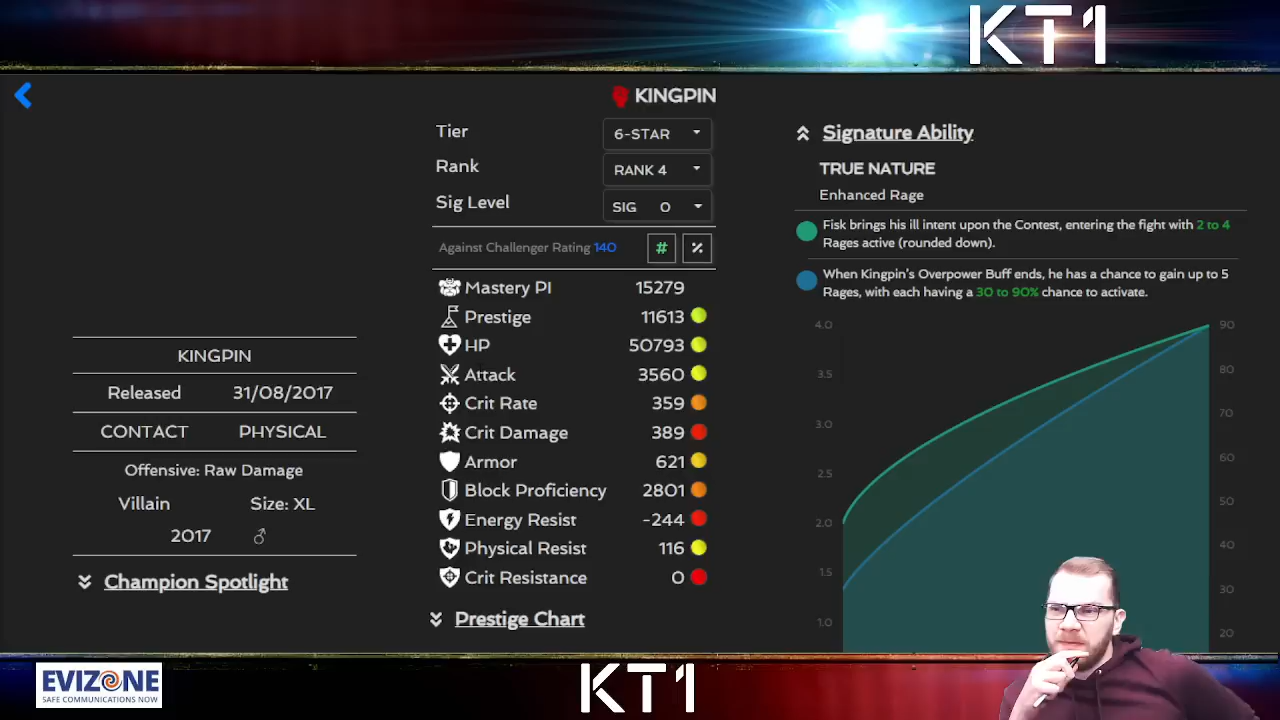 KT1
KINGPIN
Tier
6-STAR
Rank
RANK 4
Sig Level
SIG 0
Against Challenger Rating 140
#
%
Mastery PI 15279
Prestige 11613
HP 50793
Attack 3560
Crit Rate 359
Crit Damage 389
Armor 621
Block Proficiency 2801
Energy Resist -244
Physical Resist 116
Crit Resistance 0
Prestige Chart
KINGPIN
Released 31/08/2017
CONTACT PHYSICAL
Offensive: Raw Damage
Villain Size: XL
2017 ♂
Champion Spotlight
Signature Ability
TRUE NATURE
Enhanced Rage
Fisk brings his ill intent upon the Contest, entering the fight with 2 to 4
Rages active (rounded down).
When Kingpin's Overpower Buff ends, he has a chance to gain up to 5
Rages, with each having a 30 to 90% chance to activate.
4.0 90
3.5 80
3.0 70
2.5 60
50
2.0 40
1.5 30
1.0 20
EVIZONE
SAFE COMMUNICATIONS NOW
KT1